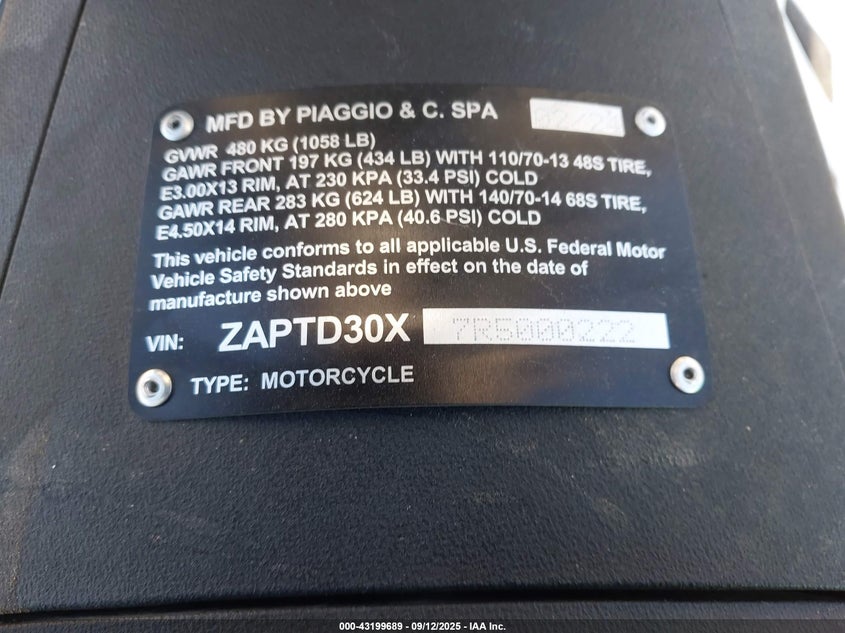 MFD BY PIAGGIO & C. SPA
GVWR 480 KG (1058 LB)
GAWR FRONT 197 KG (434 LB) WITH 110/70-13 48S TIRE,
E3.00X13 RIM, AT 230 KPA (33.4 PSI) COLD
GAWR REAR 283 KG (624 LB) WITH 140/70-14 68S TIRE,
E4.50X14 RIM, AT 280 KPA (40.6 PSI) COLD
This vehicle conforms to all applicable U.S. Federal Motor
Vehicle Safety Standards in effect on the date of
manufacture shown above
VIN: ZAPTD30X 7R5000222
TYPE: MOTORCYCLE
000-43199689 - 09/12/2025 - IAA Inc.